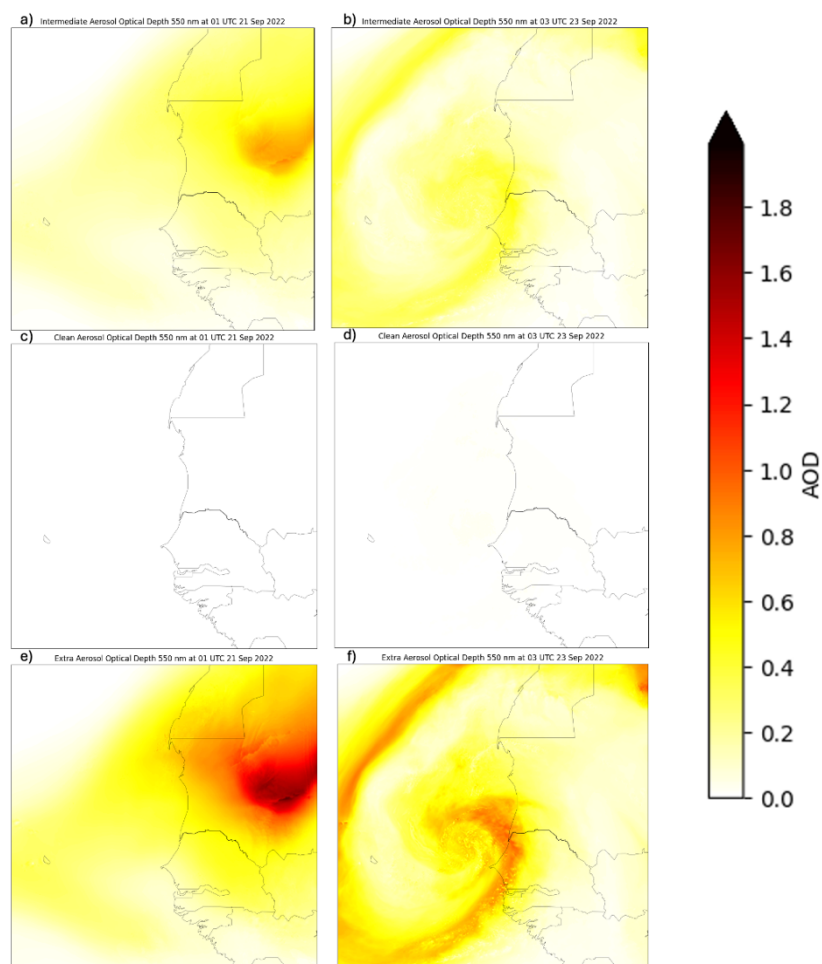 a) Intermediate Aerosol Optical Depth 550 nm at 01 UTC 21 Sep 2022
b) Intermediate Aerosol Optical Depth 550 nm at 03 UTC 23 Sep 2022
c) Clean Aerosol Optical Depth 550 nm at 01 UTC 21 Sep 2022
d) Clean Aerosol Optical Depth 550 nm at 03 UTC 23 Sep 2022
e) Extra Aerosol Optical Depth 550 nm at 01 UTC 21 Sep 2022
f) Extra Aerosol Optical Depth 550 nm at 03 UTC 23 Sep 2022
1.8
1.6
1.4
1.2
1.0
0.8
0.6
0.4
0.2
0.0
AOD